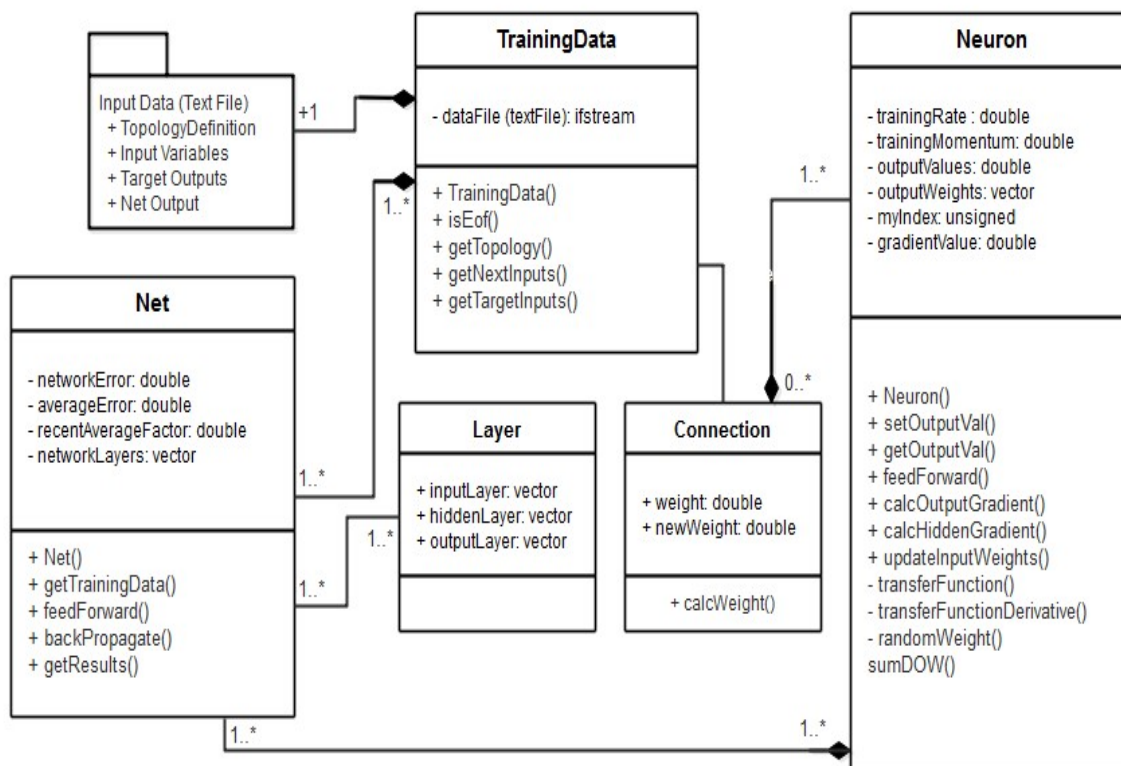 Input Data (Text File)
+ TopologyDefinition
+ Input Variables
+ Target Outputs
+ Net Output
+1
TrainingData
- dataFile (textFile): ifstream
+ TrainingData()
+ isEof()
+ getTopology()
+ getNextInputs()
+ getTargetInputs()
1..*
Neuron
- trainingRate : double
- trainingMomentum: double
- outputValues: double
- outputWeights: vector
- myIndex: unsigned
- gradientValue: double
+ Neuron()
+ setOutputVal()
+ getOutputVal()
+ feedForward()
+ calcOutputGradient()
+ calcHiddenGradient()
+ updateInputWeights()
- transferFunction()
- transferFunctionDerivative()
- randomWeight()
sumDOW()
1..*
0..*
Net
- networkError: double
- averageError: double
- recentAverageFactor: double
- networkLayers: vector
+ Net()
+ getTrainingData()
+ feedForward()
+ backPropagate()
+ getResults()
1..*
1..*
1..*
Layer
+ inputLayer: vector
+ hiddenLayer: vector
+ outputLayer: vector
Connection
+ weight: double
+ newWeight: double
+ calcWeight()
1..*
1..*